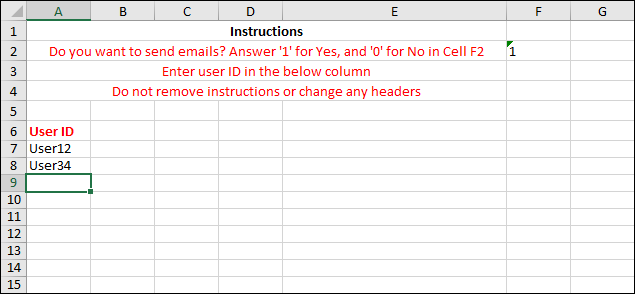 A B C D E F G
1 Instructions
2 Do you want to send emails? Answer '1' for Yes, and '0' for No in Cell F2 1
3 Enter user ID in the below column
4 Do not remove instructions or change any headers
5
6 User ID
7 User12
8 User34
9
10
11
12
13
14
15